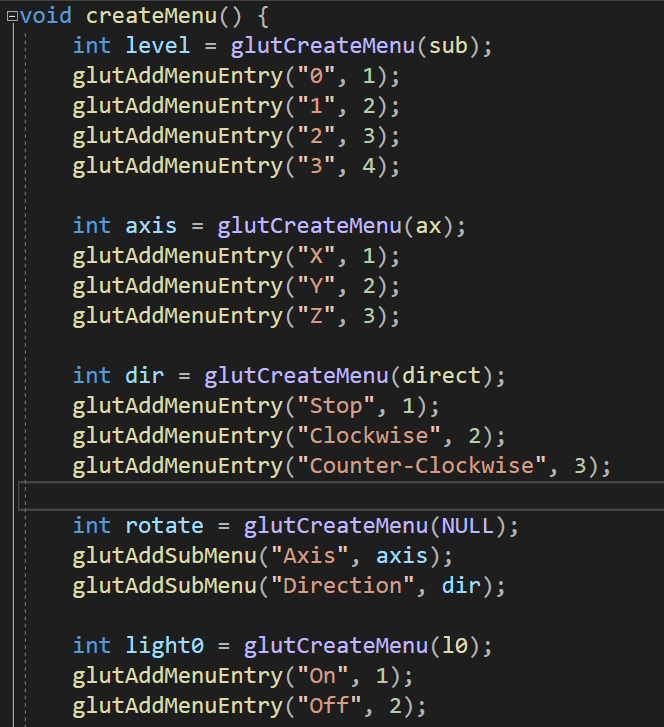 void createMenu() {
    int level = glutCreateMenu(sub);
    glutAddMenuEntry("0", 1);
    glutAddMenuEntry("1", 2);
    glutAddMenuEntry("2", 3);
    glutAddMenuEntry("3", 4);

    int axis = glutCreateMenu(ax);
    glutAddMenuEntry("X", 1);
    glutAddMenuEntry("Y", 2);
    glutAddMenuEntry("Z", 3);

    int dir = glutCreateMenu(direct);
    glutAddMenuEntry("Stop", 1);
    glutAddMenuEntry("Clockwise", 2);
    glutAddMenuEntry("Counter-Clockwise", 3);

    int rotate = glutCreateMenu(NULL);
    glutAddSubMenu("Axis", axis);
    glutAddSubMenu("Direction", dir);

    int light0 = glutCreateMenu(l0);
    glutAddMenuEntry("On", 1);
    glutAddMenuEntry("Off", 2);